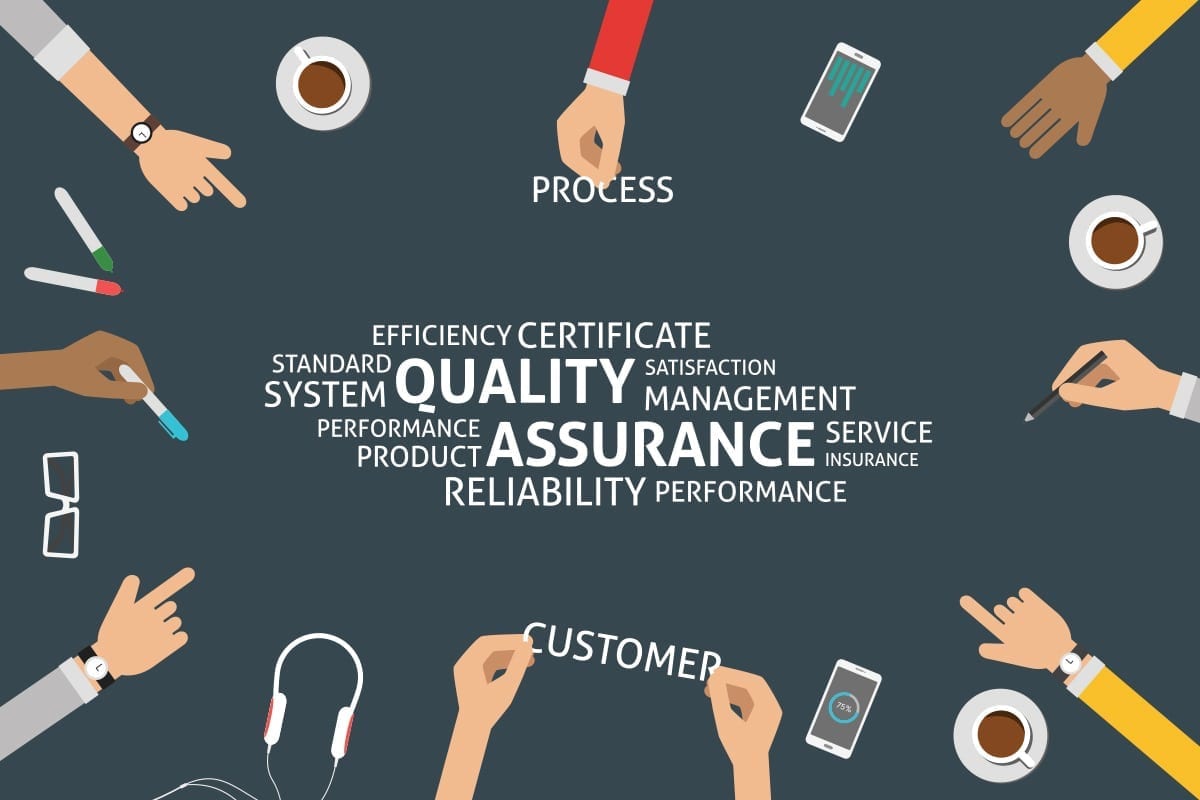 PROCESS
EFFICIENCY CERTIFICATE
STANDARD QUALITY SATISFACTION
SYSTEM MANAGEMENT
PERFORMANCE ASSURANCE SERVICE
PRODUCT INSURANCE
RELIABILITY PERFORMANCE
CUSTOMER
75%